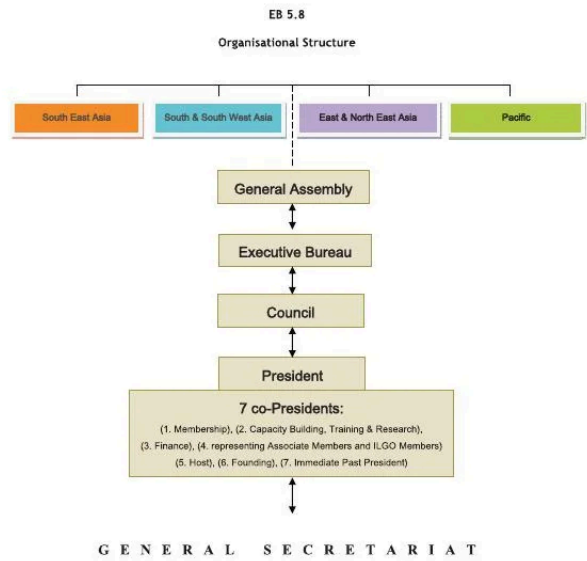 EB 5.8
Organisational Structure
South East Asia
South & South West Asia
East & North East Asia
Pacific
General Assembly
Executive Bureau
Council
President
7 co-Presidents:
(1. Membership), (2. Capacity Building, Training & Research),
(3. Finance), (4. representing Associate Members and ILGO Members)
(5. Host), (6. Founding), (7. Immediate Past President)
GENERAL SECRETARIAT